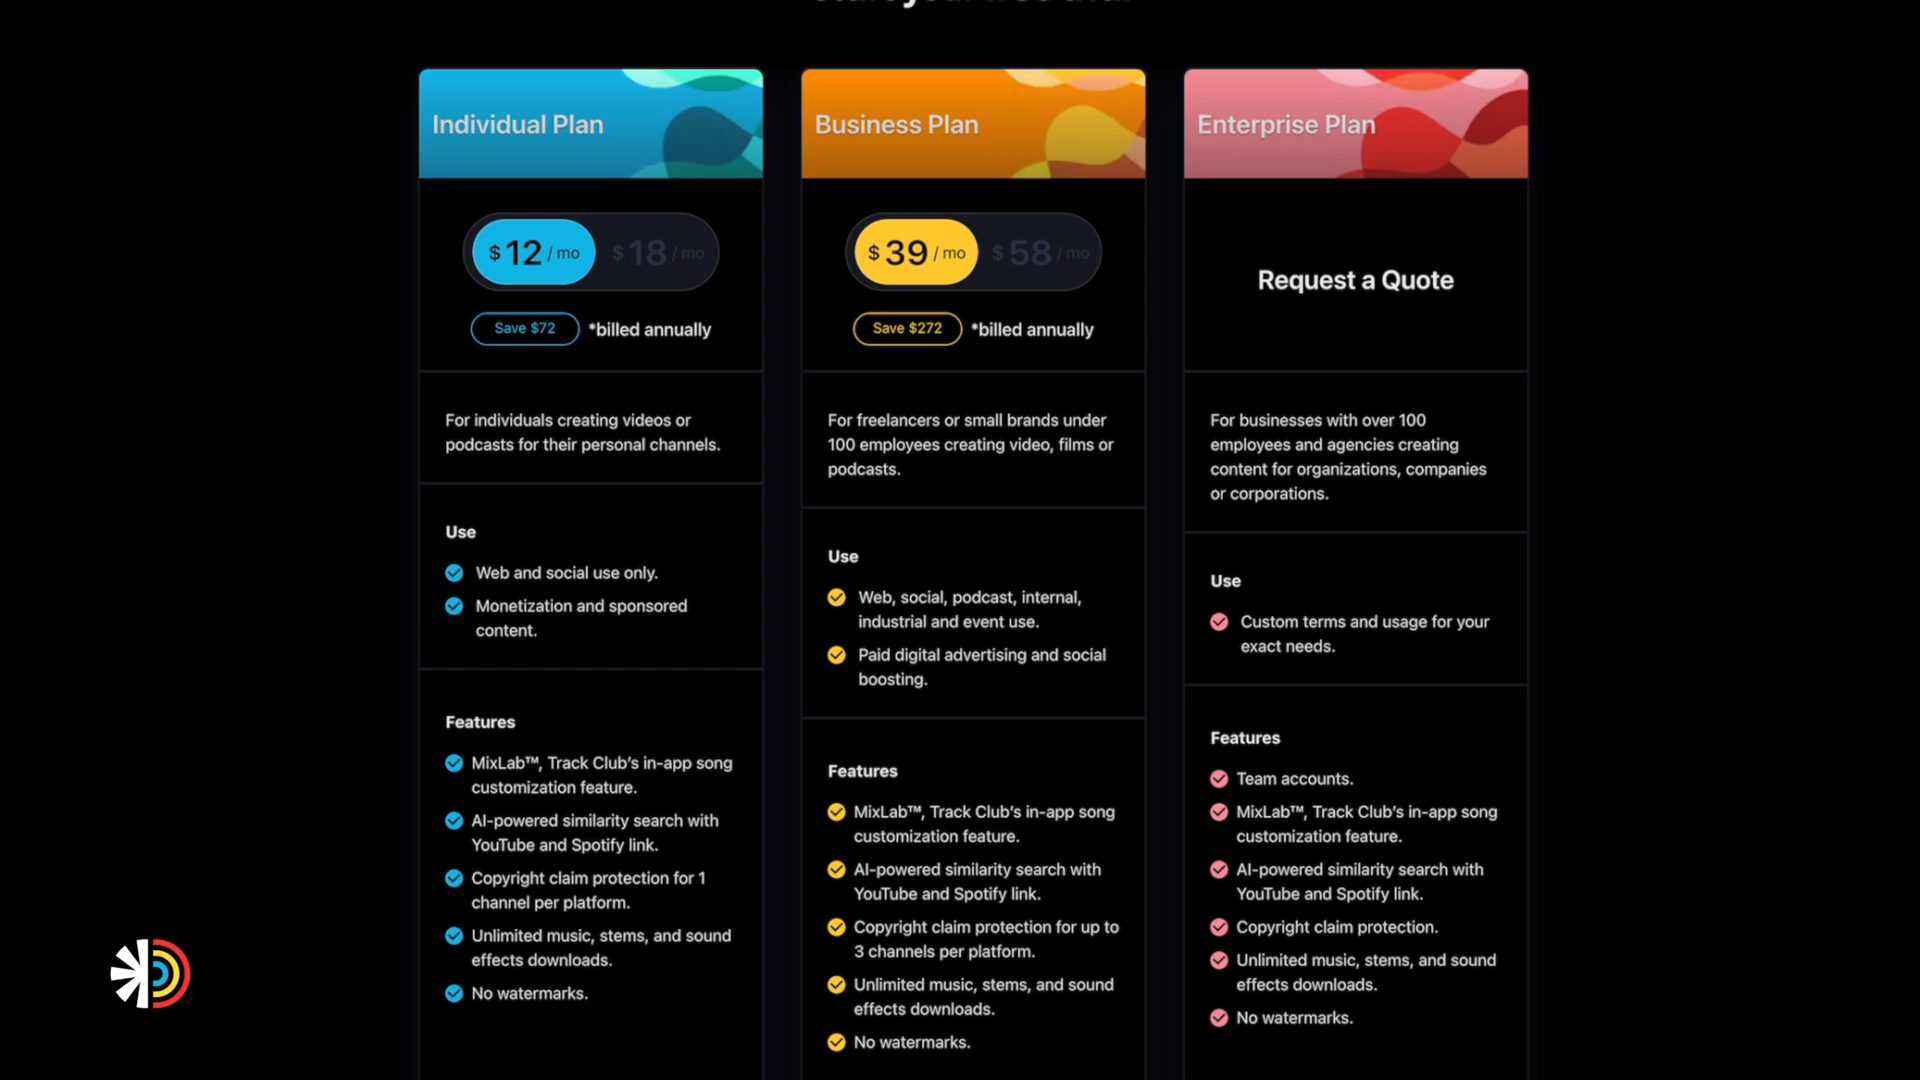 Individual Plan
$ 12 / mo
$ 18 / mo
Save $72
*billed annually
For individuals creating videos or
podcasts for their personal channels.
Use
Web and social use only.
Monetization and sponsored
content.
Features
MixLab™, Track Club's in-app song
customization feature.
AI-powered similarity search with
YouTube and Spotify link.
Copyright claim protection for 1
channel per platform.
Unlimited music, stems, and sound
effects downloads.
No watermarks.
Business Plan
$ 39 / mo
$ 58 / mo
Save $272
*billed annually
For freelancers or small brands under
100 employees creating video, films or
podcasts.
Use
Web, social, podcast, internal,
industrial and event use.
Paid digital advertising and social
boosting.
Features
MixLab™, Track Club's in-app song
customization feature.
AI-powered similarity search with
YouTube and Spotify link.
Copyright claim protection for up to
3 channels per platform.
Unlimited music, stems, and sound
effects downloads.
No watermarks.
Enterprise Plan
Request a Quote
For businesses with over 100
employees and agencies creating
content for organizations, companies
or corporations.
Use
Custom terms and usage for your
exact needs.
Features
Team accounts.
MixLab™, Track Club's in-app song
customization feature.
AI-powered similarity search with
YouTube and Spotify link.
Copyright claim protection.
Unlimited music, stems, and sound
effects downloads.
No watermarks.